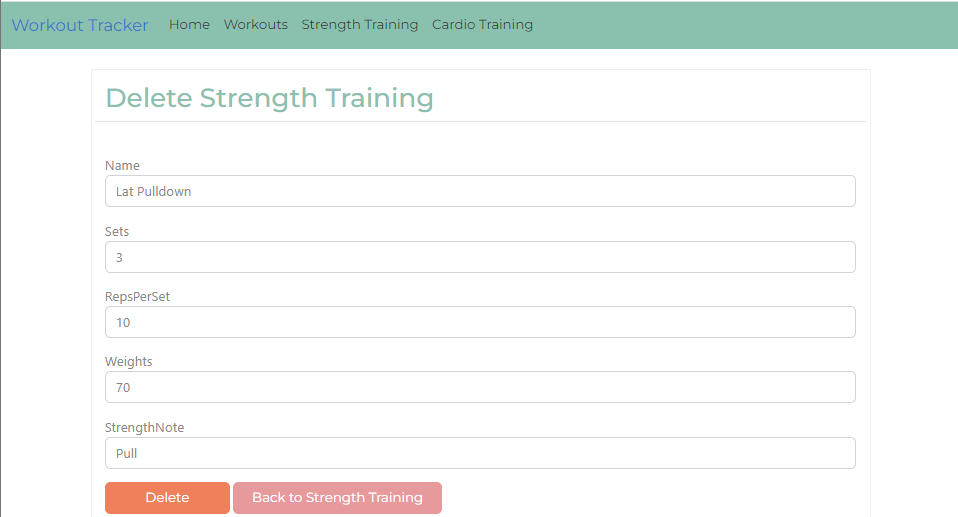 Workout Tracker Home Workouts Strength Training Cardio Training
Delete Strength Training
Name
Lat Pulldown
Sets
3
RepsPerSet
10
Weights
70
StrengthNote
Pull
Delete Back to Strength Training